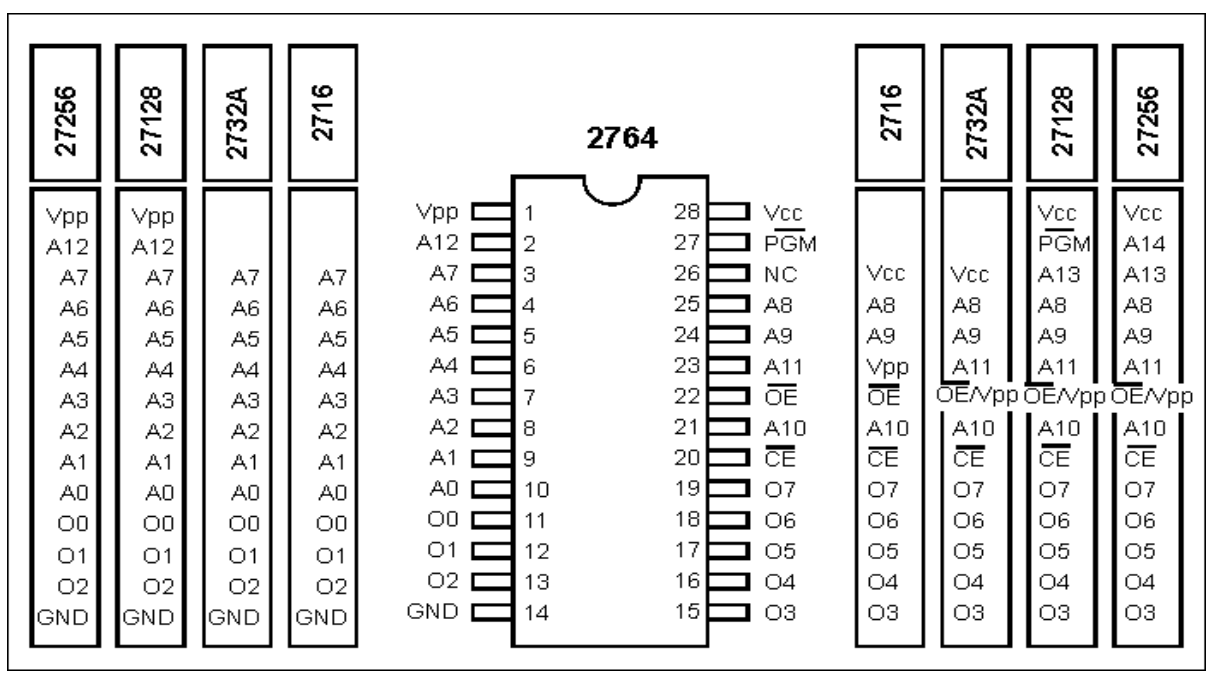 27256 27128 2732A 2716 2764 2716 2732A 27128 27256
Vpp Vpp Vpp 1 28 Vcc Vcc Vcc
A12 A12 A12 2 27 PGM PGM A14
A7 A7 A7 A7 A7 3 26 NC Vcc Vcc A13 A13
A6 A6 A6 A6 A6 4 25 A8 A8 A8 A8 A8
A5 A5 A5 A5 A5 5 24 A9 A9 A9 A9 A9
A4 A4 A4 A4 A4 6 23 A11 Vpp A11 A11 A11
A3 A3 A3 A3 A3 7 22 OE OE OE/Vpp OE/Vpp OE/Vpp
A2 A2 A2 A2 A2 8 21 A10 A10 A10 A10 A10
A1 A1 A1 A1 A1 9 20 CE CE CE CE CE
A0 A0 A0 A0 A0 10 19 O7 O7 O7 O7 O7
O0 O0 O0 O0 O0 11 18 O6 O6 O6 O6 O6
O1 O1 O1 O1 O1 12 17 O5 O5 O5 O5 O5
O2 O2 O2 O2 O2 13 16 O4 O4 O4 O4 O4
GND GND GND GND GND 14 15 O3 O3 O3 O3 O3